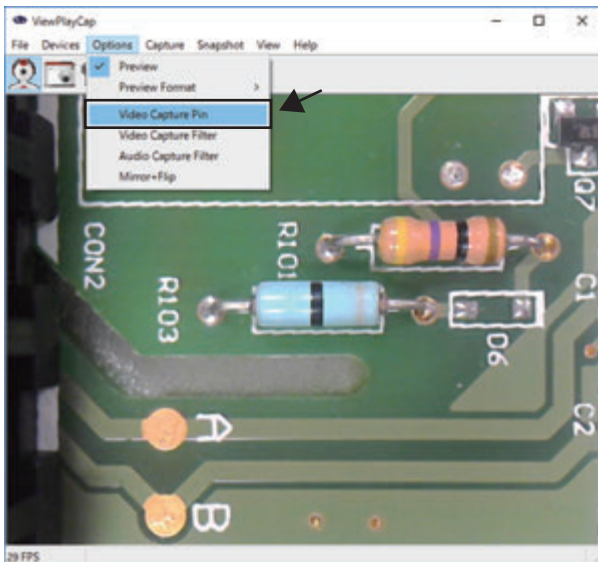 ViewPlayCap
File Devices Options Capture Snapshot View Help
Preview
Preview Format
Video Capture Pin
Video Capture Filter
Audio Capture Filter
Mirror+Flip
Q7
CON2
R101
R103
C1
D6
C2
A
B
29 FPS